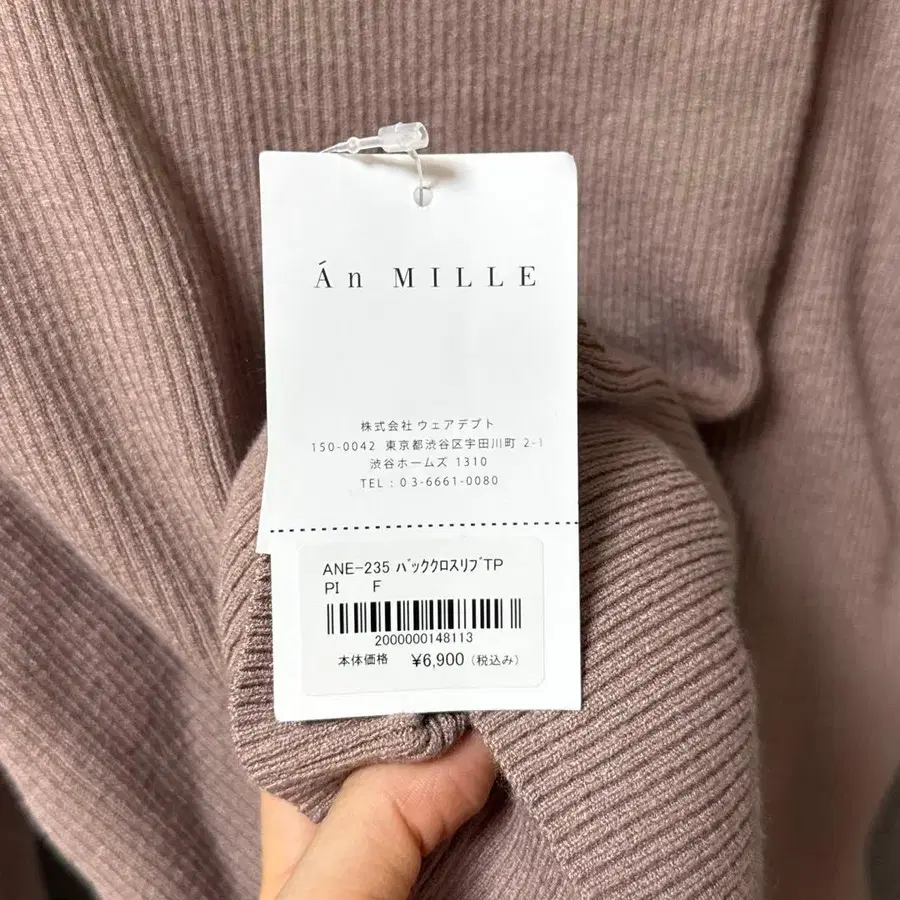 Án MILLE
株式会社 ウェアデプト
150-0042 東京都渋谷区宇田川町 2-1
渋谷ホームズ 1310
TEL : 03-6661-0080
ANE-235 ﾊﾞｯｸｸﾛｽﾘﾌﾞTP
PI F
2000000148113
本体価格 ¥6,900 (税込み)